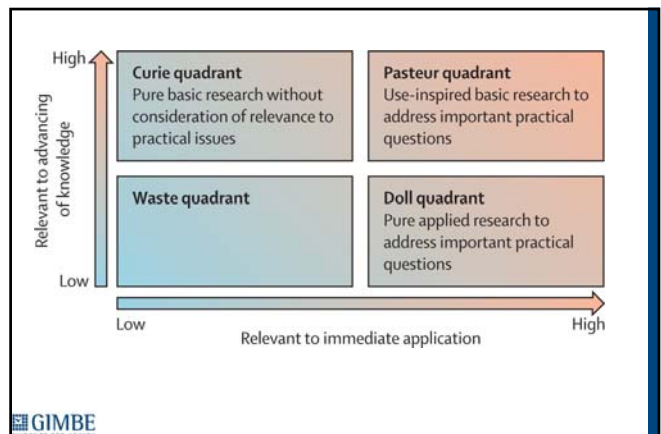 High
Relevant to advancing
of knowledge
Low
Curie quadrant
Pure basic research without
consideration of relevance to
practical issues
Pasteur quadrant
Use-inspired basic research to
address important practical
questions
Waste quadrant
Doll quadrant
Pure applied research to
address important practical
questions
Low
High
Relevant to immediate application
GIMBE